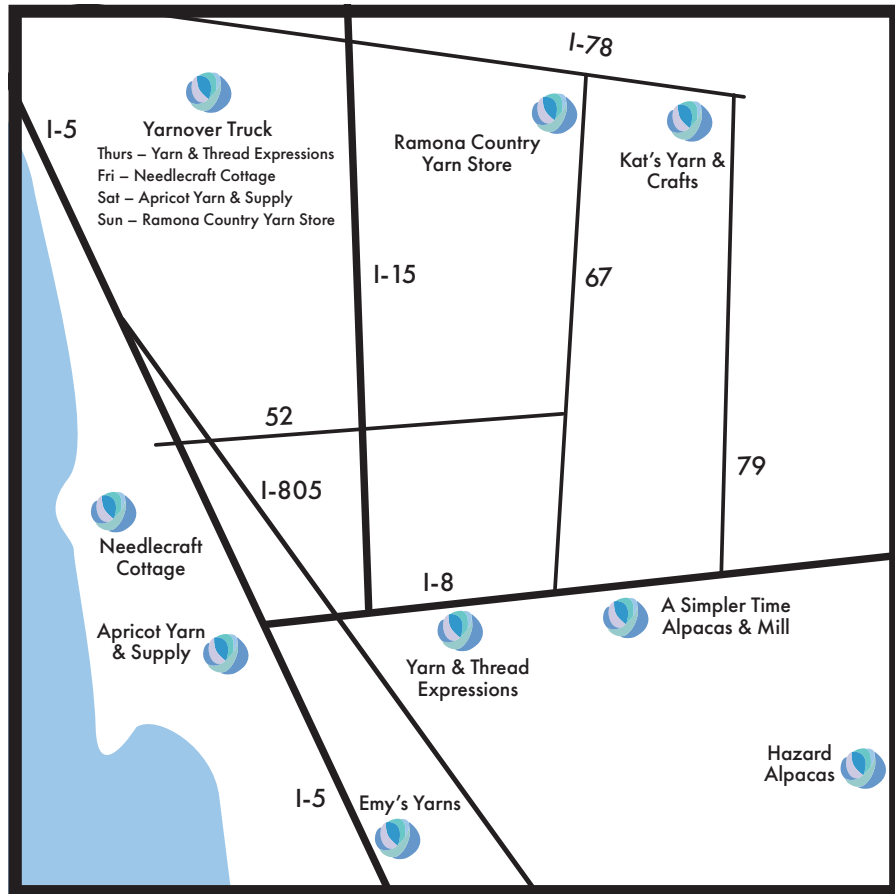 I-78
I-5
Yarnover Truck
Thurs – Yarn & Thread Expressions
Fri – Needlecraft Cottage
Sat – Apricot Yarn & Supply
Sun – Ramona Country Yarn Store
Ramona Country
Yarn Store
Kat's Yarn &
Crafts
I-15
67
52
79
I-805
Needlecraft
Cottage
I-8
Apricot Yarn
& Supply
A Simpler Time
Alpacas & Mill
Yarn & Thread
Expressions
Hazard
Alpacas
I-5
Emy's Yarns